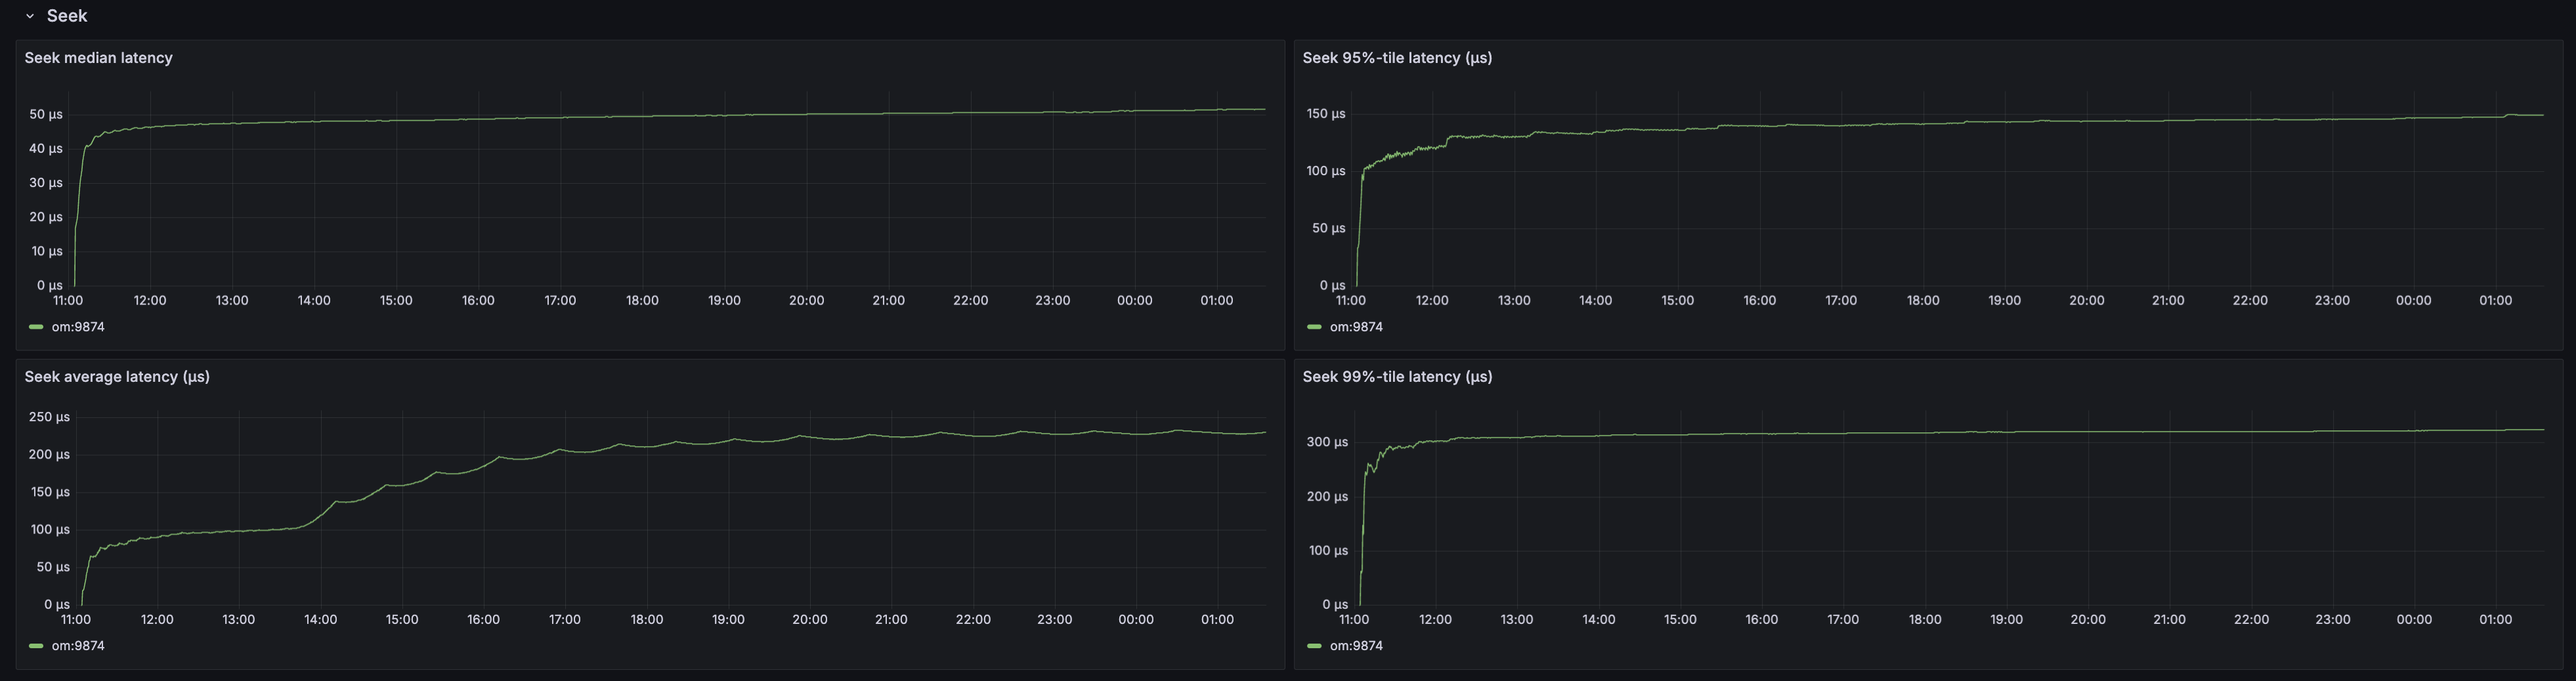 Seek
Seek median latency
50 µs
40 µs
30 µs
20 µs
10 µs
0 µs
11:00 12:00 13:00 14:00 15:00 16:00 17:00 18:00 19:00 20:00 21:00 22:00 23:00 00:00 01:00
om:9874
Seek 95%-tile latency (µs)
150 µs
100 µs
50 µs
0 µs
11:00 12:00 13:00 14:00 15:00 16:00 17:00 18:00 19:00 20:00 21:00 22:00 23:00 00:00 01:00
om:9874
Seek average latency (µs)
250 µs
200 µs
150 µs
100 µs
50 µs
0 µs
11:00 12:00 13:00 14:00 15:00 16:00 17:00 18:00 19:00 20:00 21:00 22:00 23:00 00:00 01:00
om:9874
Seek 99%-tile latency (µs)
300 µs
200 µs
100 µs
0 µs
11:00 12:00 13:00 14:00 15:00 16:00 17:00 18:00 19:00 20:00 21:00 22:00 23:00 00:00 01:00
om:9874